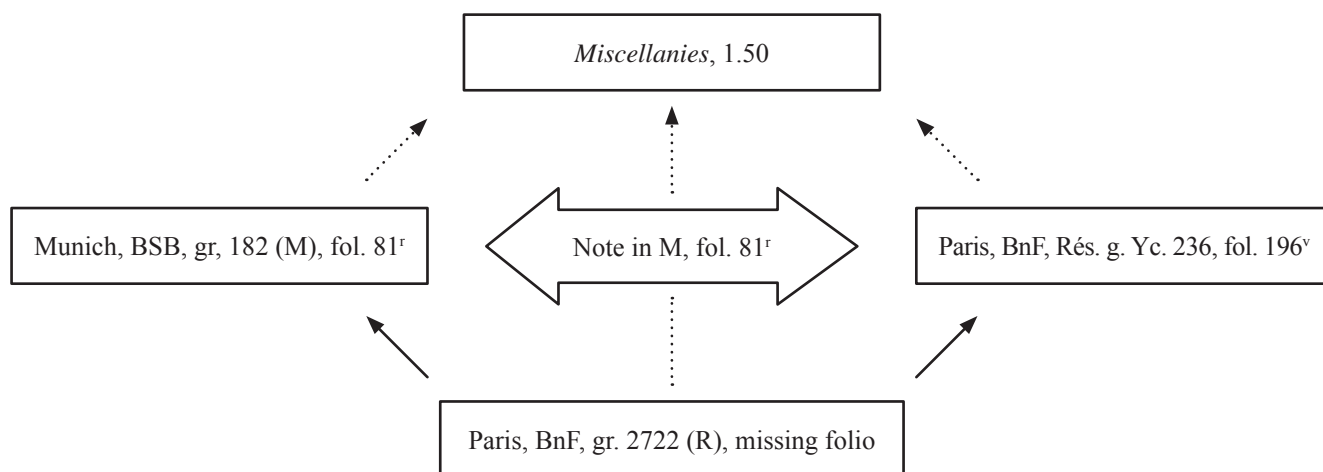 Miscellanies, 1.50
Munich, BSB, gr, 182 (M), fol. 81ʳ
Note in M, fol. 81ʳ
Paris, BnF, Rés. g. Yc. 236, fol. 196ᵛ
Paris, BnF, gr. 2722 (R), missing folio